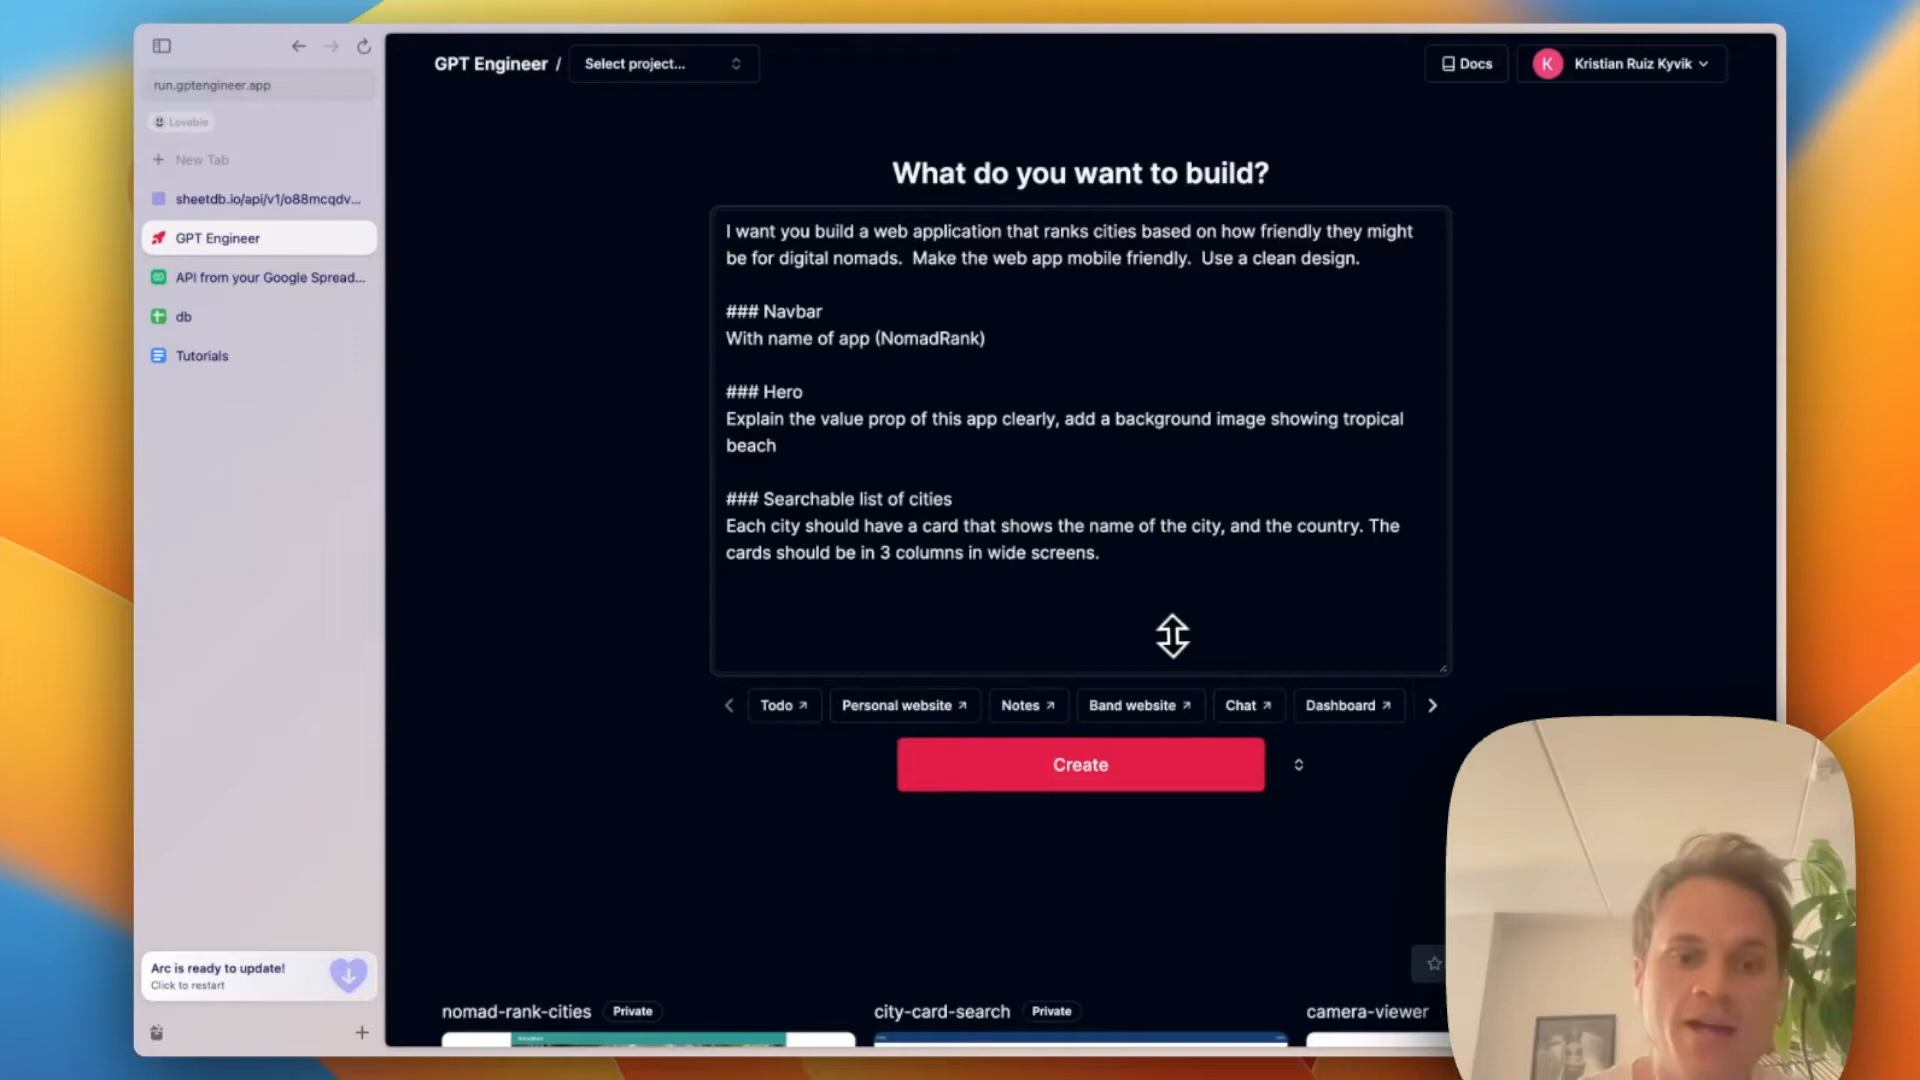 run.gptengineer.app
Lovable
New Tab
sheetdb.io/api/v1/o88mcqdv...
GPT Engineer
API from your Google Spread...
db
Tutorials
Arc is ready to update!
Click to restart
GPT Engineer / Select project...
Docs
K Kristian Ruiz Kyvik
What do you want to build?
I want you build a web application that ranks cities based on how friendly they might
be for digital nomads. Make the web app mobile friendly. Use a clean design.
### Navbar
With name of app (NomadRank)
### Hero
Explain the value prop of this app clearly, add a background image showing tropical
beach
### Searchable list of cities
Each city should have a card that shows the name of the city, and the country. The
cards should be in 3 columns in wide screens.
Todo Personal website Notes Band website Chat Dashboard
Create
nomad-rank-cities Private city-card-search Private camera-viewer